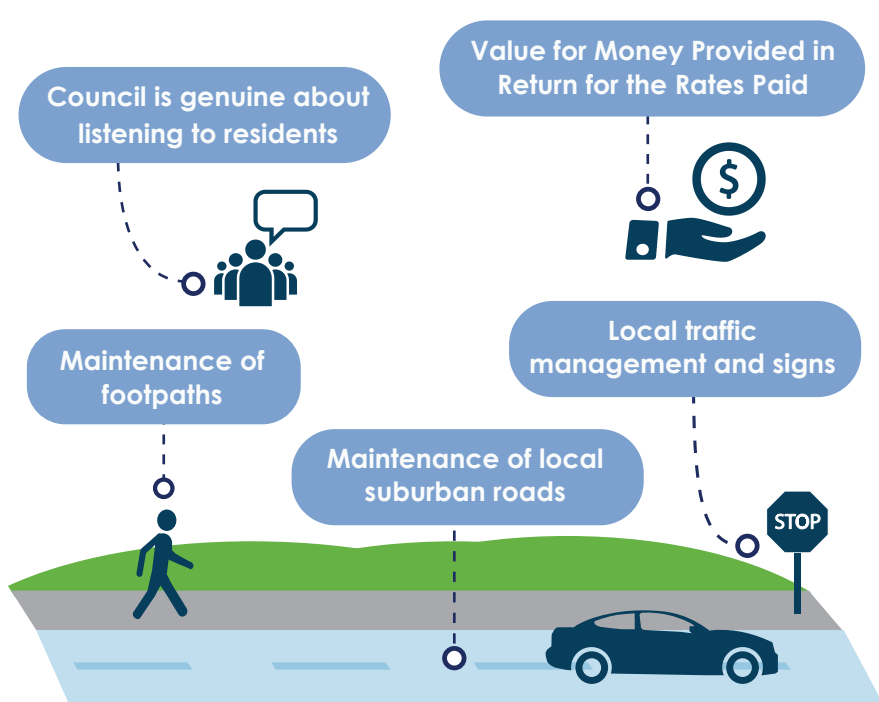 Council is genuine about
listening to residents
Value for Money Provided in
Return for the Rates Paid
$
Maintenance of
footpaths
Local traffic
management and signs
Maintenance of local
suburban roads
STOP